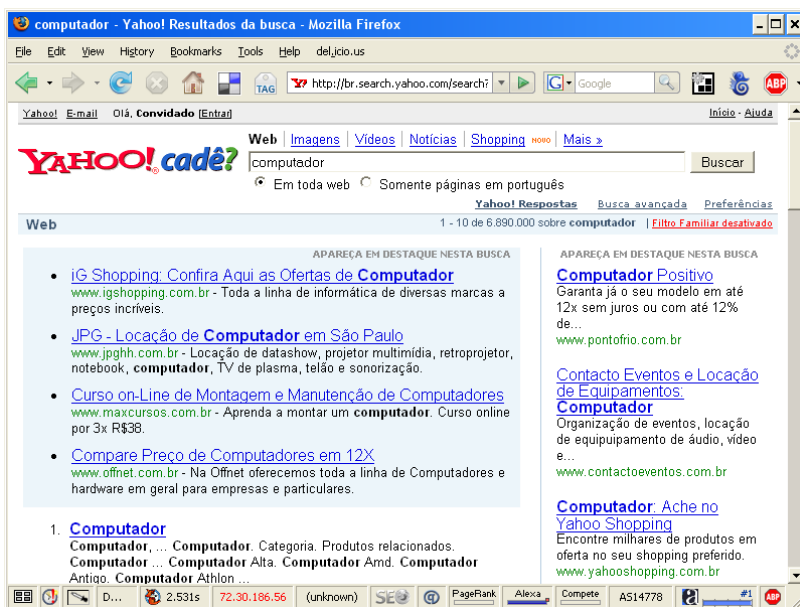 computador - Yahoo! Resultados da busca - Mozilla Firefox
File Edit View History Bookmarks Tools Help del.icio.us
TAG http://br.search.yahoo.com/search? G Google ABP
Yahoo! E-mail Olá, Convidado [Entrar] Início - Ajuda
YAHOO! cadê?
Web | Imagens | Vídeos | Notícias | Shopping NOVO | Mais »
computador Buscar
Em toda web Somente páginas em português
Yahoo! Respostas Busca avançada Preferências
Web 1 - 10 de 6.890.000 sobre computador | Filtro Familiar desativado
APAREÇA EM DESTAQUE NESTA BUSCA
• iG Shopping: Confira Aqui as Ofertas de Computador
www.igshopping.com.br - Toda a linha de informática de diversas marcas a
preços incríveis.
• JPG - Locação de Computador em São Paulo
www.jpghh.com.br - Locação de datashow, projetor multimídia, retroprojetor,
notebook, computador, TV de plasma, telão e sonorização.
• Curso on-Line de Montagem e Manutenção de Computadores
www.maxcursos.com.br - Aprenda a montar um computador. Curso online
por 3x R$38.
• Compare Preço de Computadores em 12X
www.offnet.com.br - Na Offnet oferecemos toda a linha de Computadores e
hardware em geral para empresas e particulares.
1. Computador
Computador, ... Computador. Categoria. Produtos relacionados.
Computador ... Computador Alta. Computador Amd. Computador
Antigo. Computador Athlon ...
APAREÇA EM DESTAQUE NESTA BUSCA
Computador Positivo
Garanta já o seu modelo em até
12x sem juros ou com até 12%
de...
www.pontofrio.com.br
Contacto Eventos e Locação
de Equipamentos:
Computador
Organização de eventos, locação
de equipuipamento de áudio, vídeo
e...
www.contactoeventos.com.br
Computador: Ache no
Yahoo Shopping
Encontre milhares de produtos em
oferta no seu shopping preferido.
www.yahooshopping.com.br
D... 2.531s 72.30.186.56 (unknown) SEO @ PageRank Alexa Compete AS14778 #1 ABP